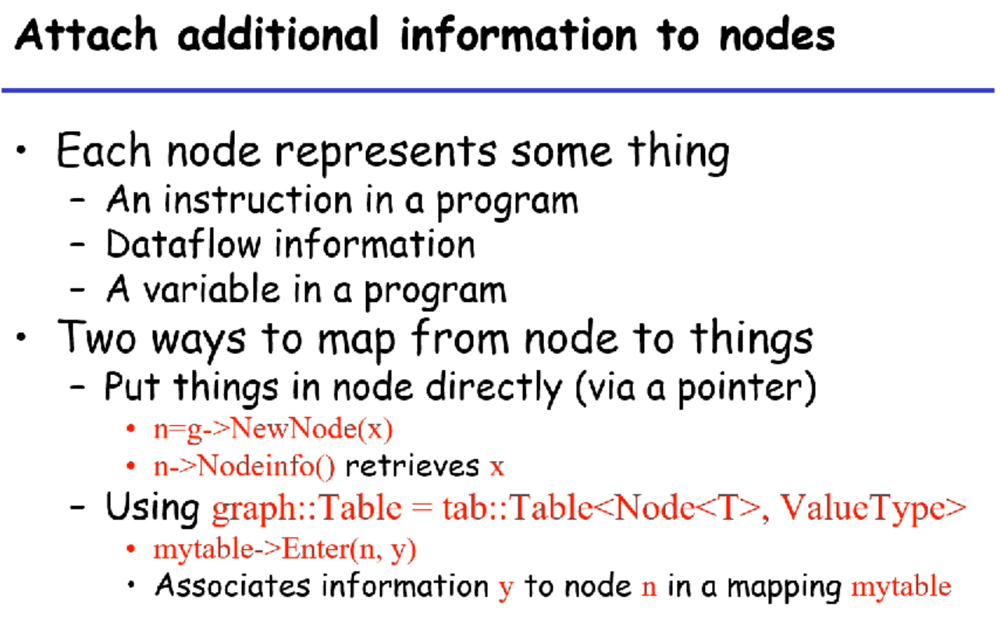 Attach additional information to nodes
• Each node represents some thing
– An instruction in a program
– Dataflow information
– A variable in a program
• Two ways to map from node to things
– Put things in node directly (via a pointer)
• n=g->NewNode(x)
• n->Nodeinfo() retrieves x
– Using graph::Table = tab::Table<Node<T>, ValueType>
• mytable->Enter(n, y)
• Associates information y to node n in a mapping mytable